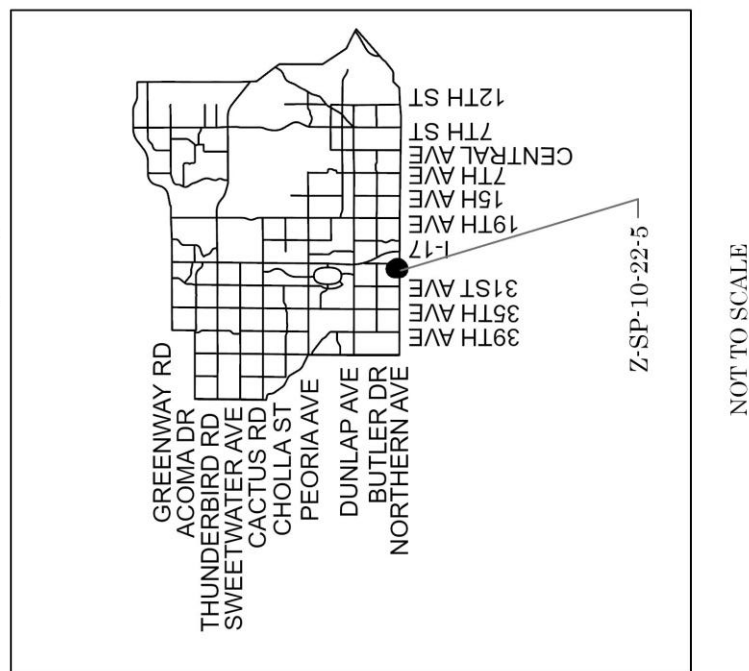 12TH ST
7TH ST
CENTRAL AVE
7TH AVE
15H AVE
19TH AVE
I-17
31ST AVE
35TH AVE
39TH AVE
GREENWAY RD
ACOMA DR
THUNDERBIRD RD
SWEETWATER AVE
CACTUS RD
CHOLLA ST
PEORIA AVE
DUNLAP AVE
BUTLER DR
NORTHERN AVE
Z-SP-10-22-5
NOT TO SCALE